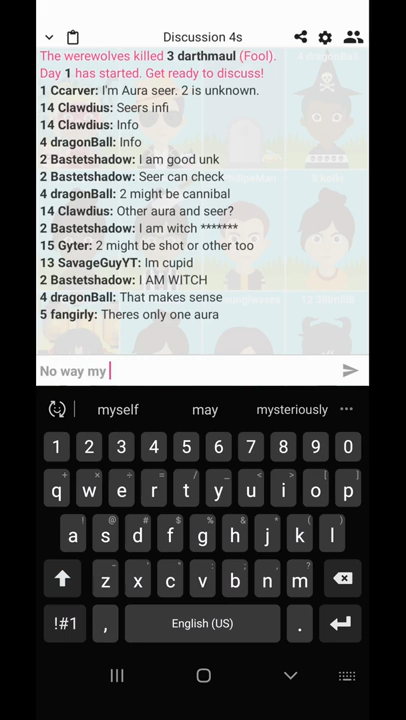 Discussion 4s
The werewolves killed 3 darthmaul (Fool).
Day 1 has started. Get ready to discuss!
1 Ccarver: I'm Aura seer. 2 is unknown.
14 Clawdius: Seers infi
14 Clawdius: Info
4 dragonBall: Info
2 Bastetshadow: I am good unk
2 Bastetshadow: Seer can check
4 dragonBall: 2 might be cannibal
14 Clawdius: Other aura and seer?
2 Bastetshadow: I am witch *******
15 Gyter: 2 might be shot or other too
13 SavageGuyYT: Im cupid
2 Bastetshadow: I AM WITCH
4 dragonBall: That makes sense
5 fangirly: Theres only one aura
No way my
myself may mysteriously
1 2 3 4 5 6 7 8 9 0
+ × ÷ = / _ < > [ ]
q w e r t y u i o p
! @ # $ % & * ( )
a s d f g h j k l
- ' " : ; , ?
z x c v b n m
!#1 , English (US) .